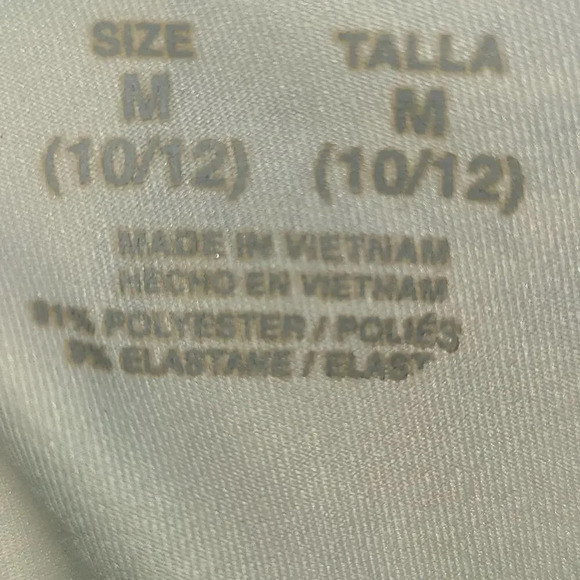 SIZE TALLA
M M
(10/12) (10/12)
MADE IN VIETNAM
HECHO EN VIETNAM
91% POLYESTER / POLIÉS
9% ELASTANE / ELAST